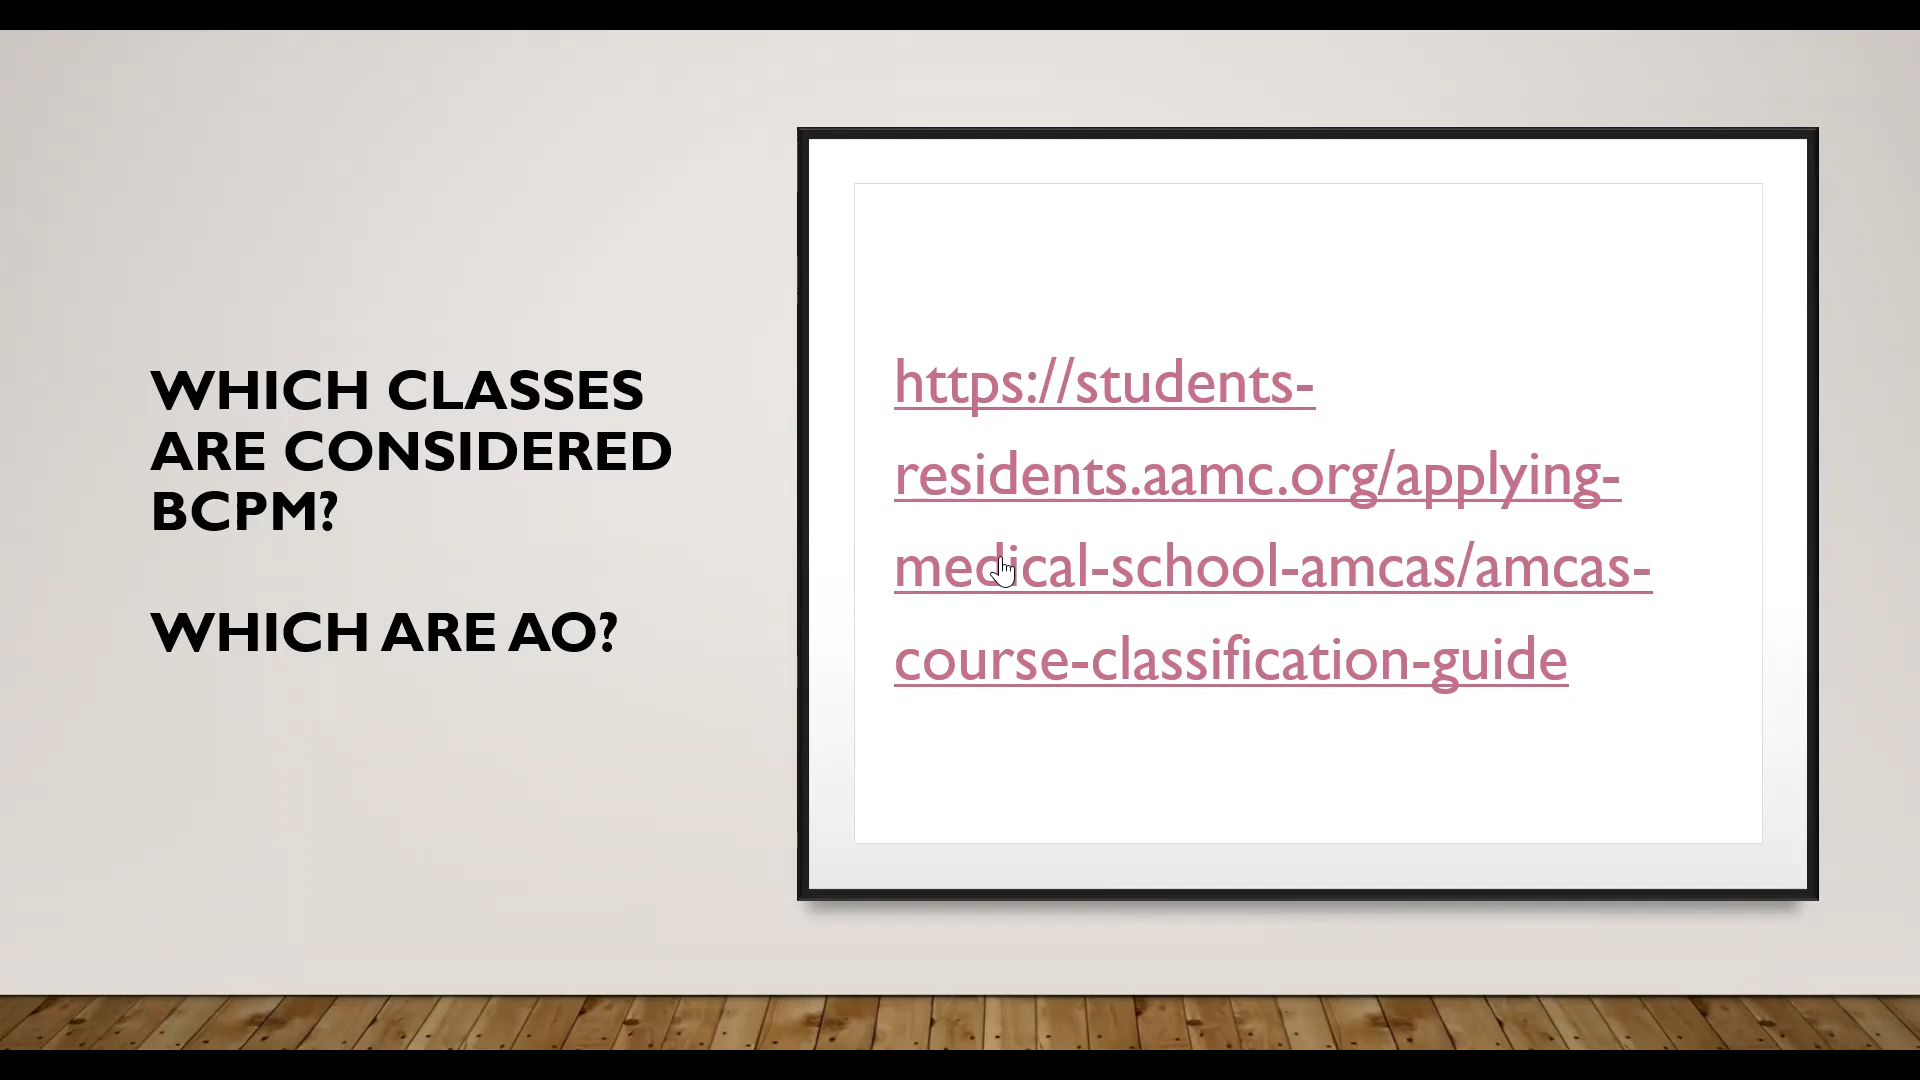 WHICH CLASSES
ARE CONSIDERED
BCPM?
WHICH ARE AO?
https://students-
residents.aamc.org/applying-
medical-school-amcas/amcas-
course-classification-guide